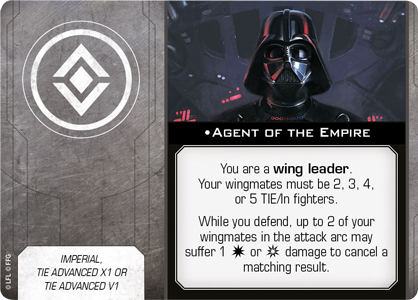 •AGENT OF THE EMPIRE
You are a wing leader.
Your wingmates must be 2, 3, 4,
or 5 TIE/ln fighters.
While you defend, up to 2 of your
wingmates in the attack arc may
suffer 1 or damage to cancel a
matching result.
IMPERIAL,
TIE ADVANCED X1 OR
TIE ADVANCED V1
© LFL © FFG